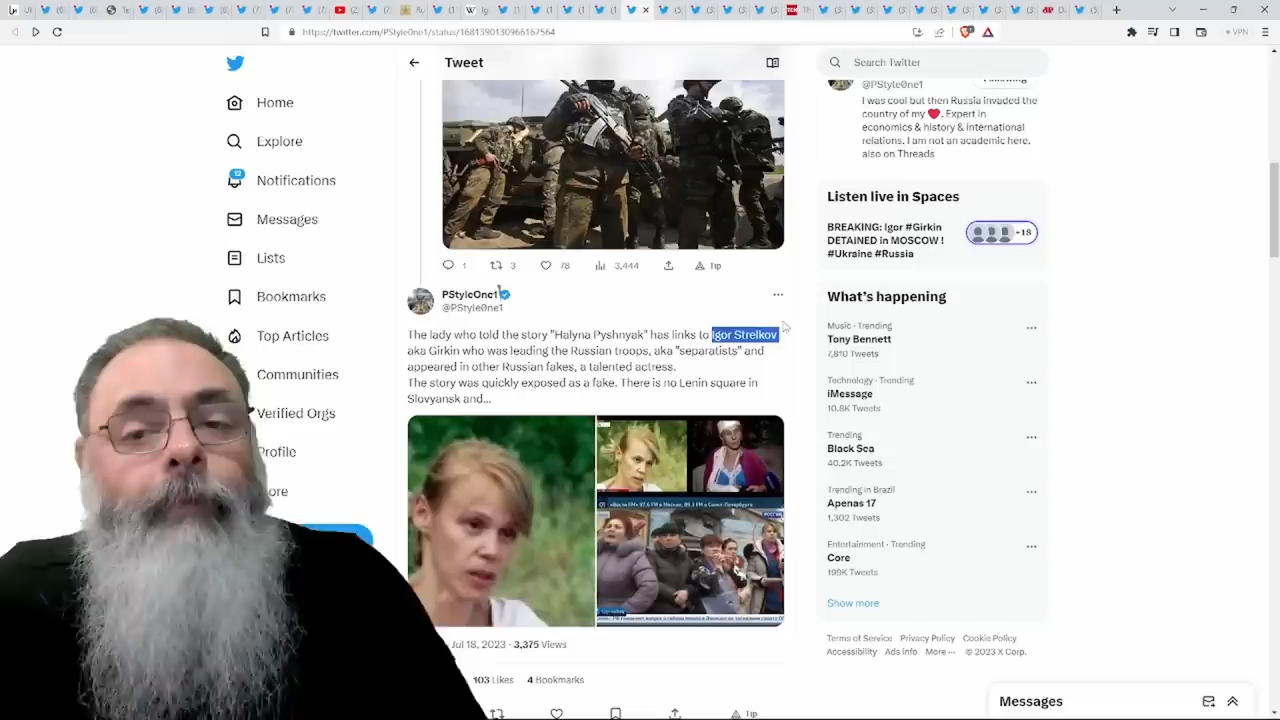 https://twitter.com/PStyle0ne1/status/1681390130966167564
VPN
Tweet
Search Twitter
Home
Explore
12
Notifications
Messages
Lists
Bookmarks
Top Articles
Communities
Verified Orgs
1
3
78
3,444
Tip
PStyleOne1
@PStyle0ne1
The lady who told the story "Halyna Pyshnyak" has links to Igor Strelkov
aka Girkin who was leading the Russian troops, aka "separatists" and
appeared in other Russian fakes, a talented actress.
The story was quickly exposed as a fake. There is no Lenin square in
Slovyansk and...
Jul 18, 2023 · 3,375 Views
103 Likes 4 Bookmarks
Tip
@PStyle0ne1
I was cool but then Russia invaded the
country of my ❤. Expert in
economics & history & international
relations. I am not an academic here.
also on Threads
Listen live in Spaces
BREAKING: Igor #Girkin
DETAINED in MOSCOW !
#Ukraine #Russia
+18
What's happening
Music · Trending
Tony Bennett
7,810 Tweets
Technology · Trending
iMessage
10.8K Tweets
Trending
Black Sea
40.2K Tweets
Trending in Brazil
Apenas 17
1,302 Tweets
Entertainment · Trending
Core
199K Tweets
Show more
Terms of Service Privacy Policy Cookie Policy
Accessibility Ads info More ··· © 2023 X Corp.
Messages